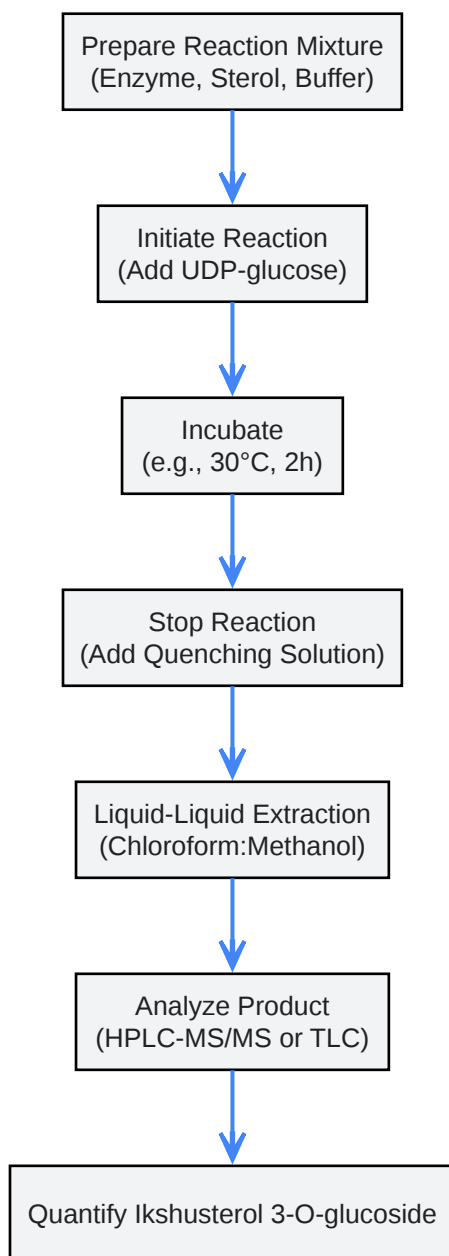 Prepare Reaction Mixture
(Enzyme, Sterol, Buffer)
Initiate Reaction
(Add UDP-glucose)
Incubate
(e.g., 30°C, 2h)
Stop Reaction
(Add Quenching Solution)
Liquid-Liquid Extraction
(Chloroform:Methanol)
Analyze Product
(HPLC-MS/MS or TLC)
Quantify Ikshusterol 3-O-glucoside